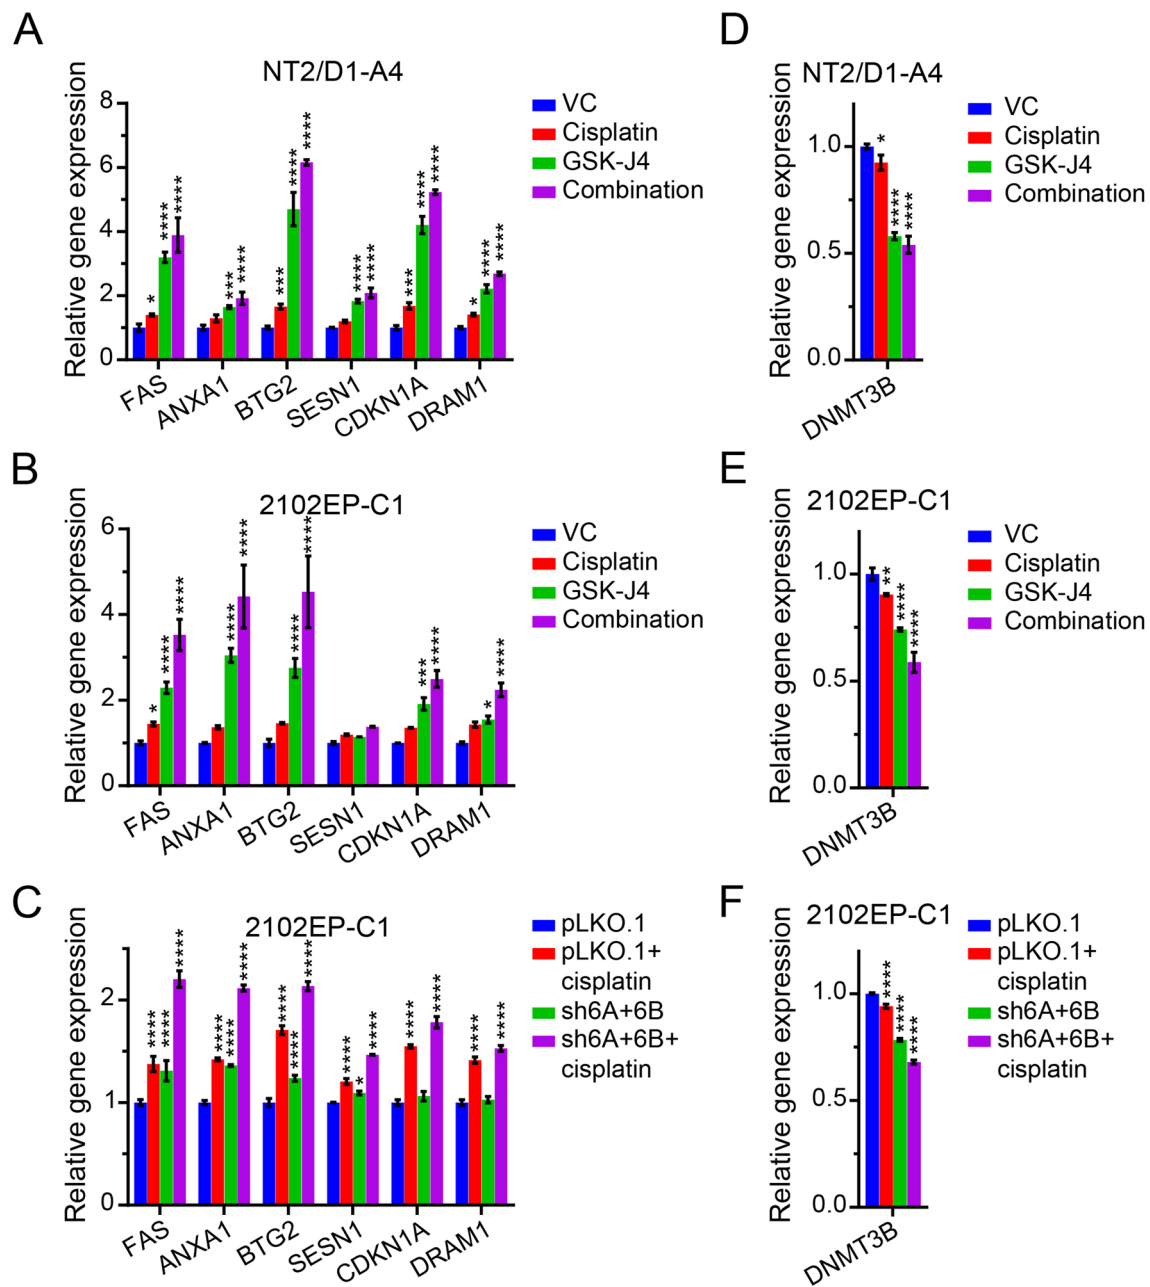 A
NT2/D1-A4
Relative gene expression
8
6
4
2
0
* **** ****
*** ****
*** **** ****
**** ****
*** **** ****
* **** ****
FAS
ANXA1
BTG2
SESN1
CDKN1A
DRAM1
VC
Cisplatin
GSK-J4
Combination
D
NT2/D1-A4
Relative gene expression
1.0
0.5
0.0
* **** ****
DNMT3B
VC
Cisplatin
GSK-J4
Combination
B
2102EP-C1
Relative gene expression
6
4
2
0
* **** ****
**** ****
**** ****
*** ****
* ****
FAS
ANXA1
BTG2
SESN1
CDKN1A
DRAM1
VC
Cisplatin
GSK-J4
Combination
E
2102EP-C1
Relative gene expression
1.0
0.5
0.0
** **** ****
DNMT3B
VC
Cisplatin
GSK-J4
Combination
C
2102EP-C1
Relative gene expression
2
1
0
**** **** ****
**** **** ****
**** **** ****
**** * ****
**** ****
**** ****
FAS
ANXA1
BTG2
SESN1
CDKN1A
DRAM1
pLKO.1
pLKO.1+
cisplatin
sh6A+6B
sh6A+6B+
cisplatin
F
2102EP-C1
Relative gene expression
1.0
0.5
0.0
**** **** ****
DNMT3B
pLKO.1
pLKO.1+
cisplatin
sh6A+6B
sh6A+6B+
cisplatin